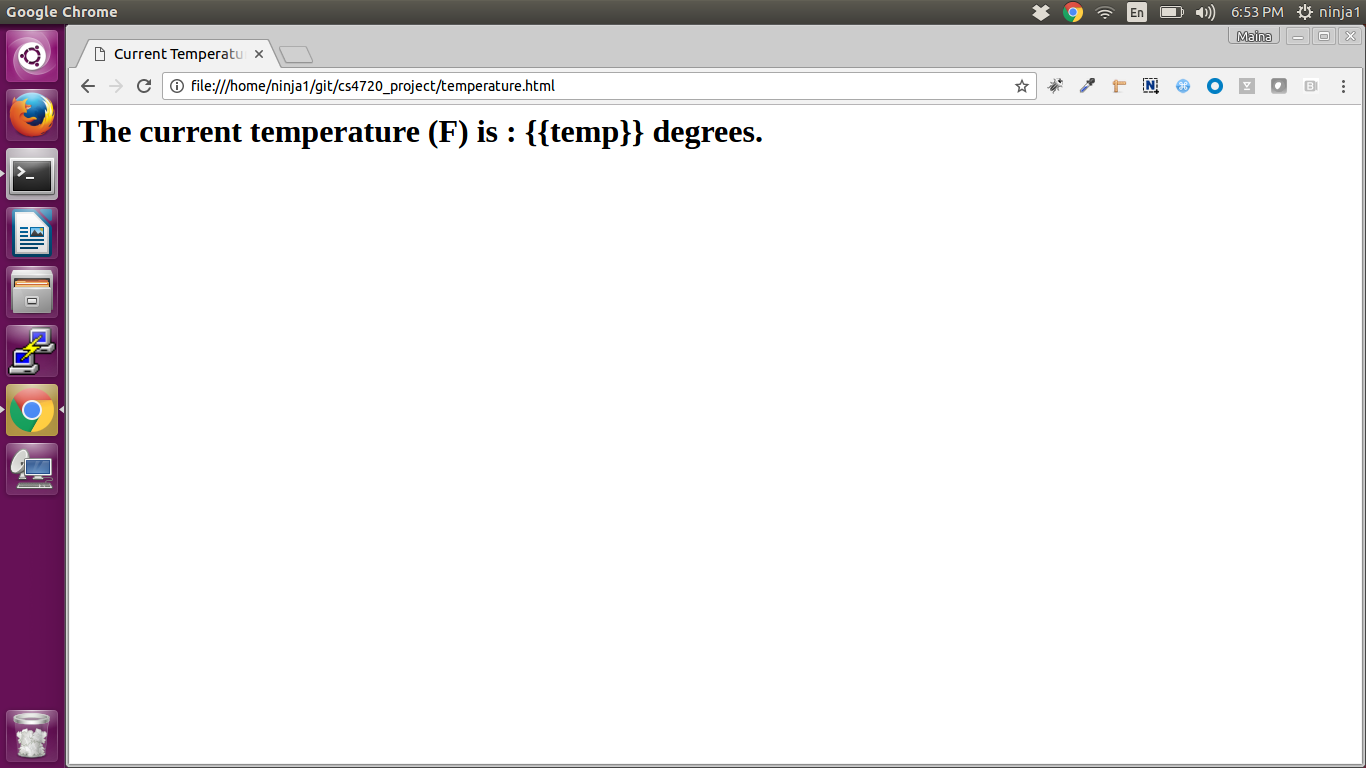 Google Chrome
En
6:53 PM
ninja1
Maina
Current Temperatu
file:///home/ninja1/git/cs4720_project/temperature.html
The current temperature (F) is : {{temp}} degrees.